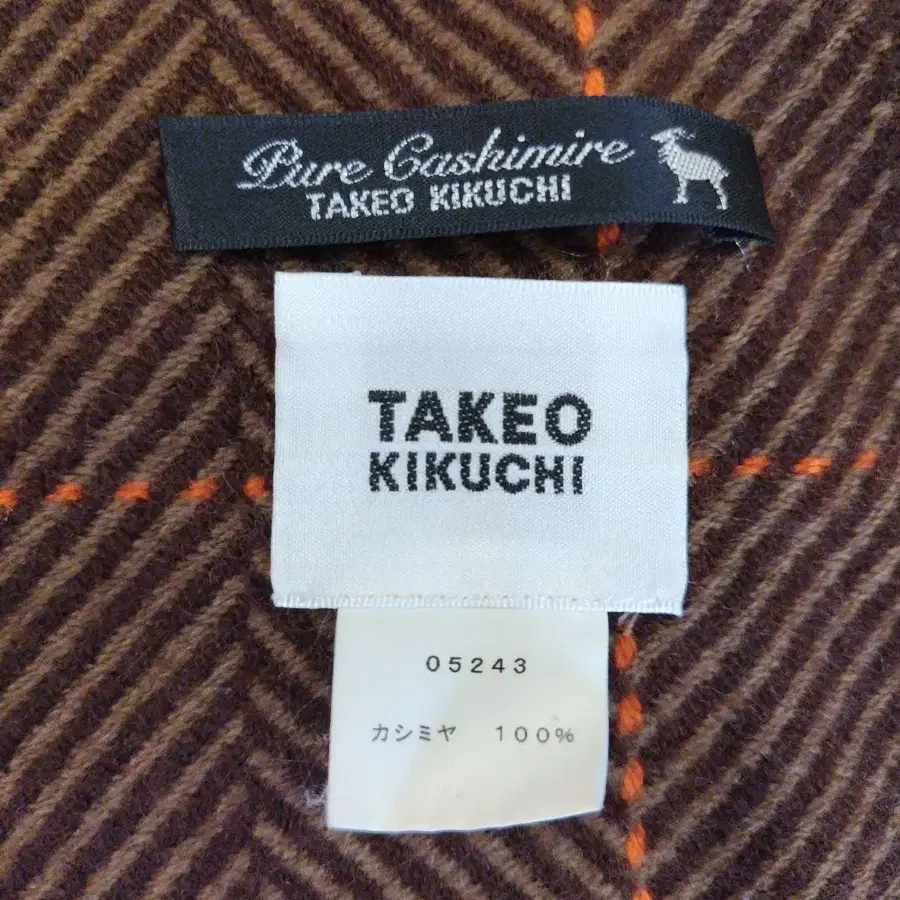 Pure Cashimire
TAKEO KIKUCHI
TAKEO
KIKUCHI
05243
カシミヤ 100%